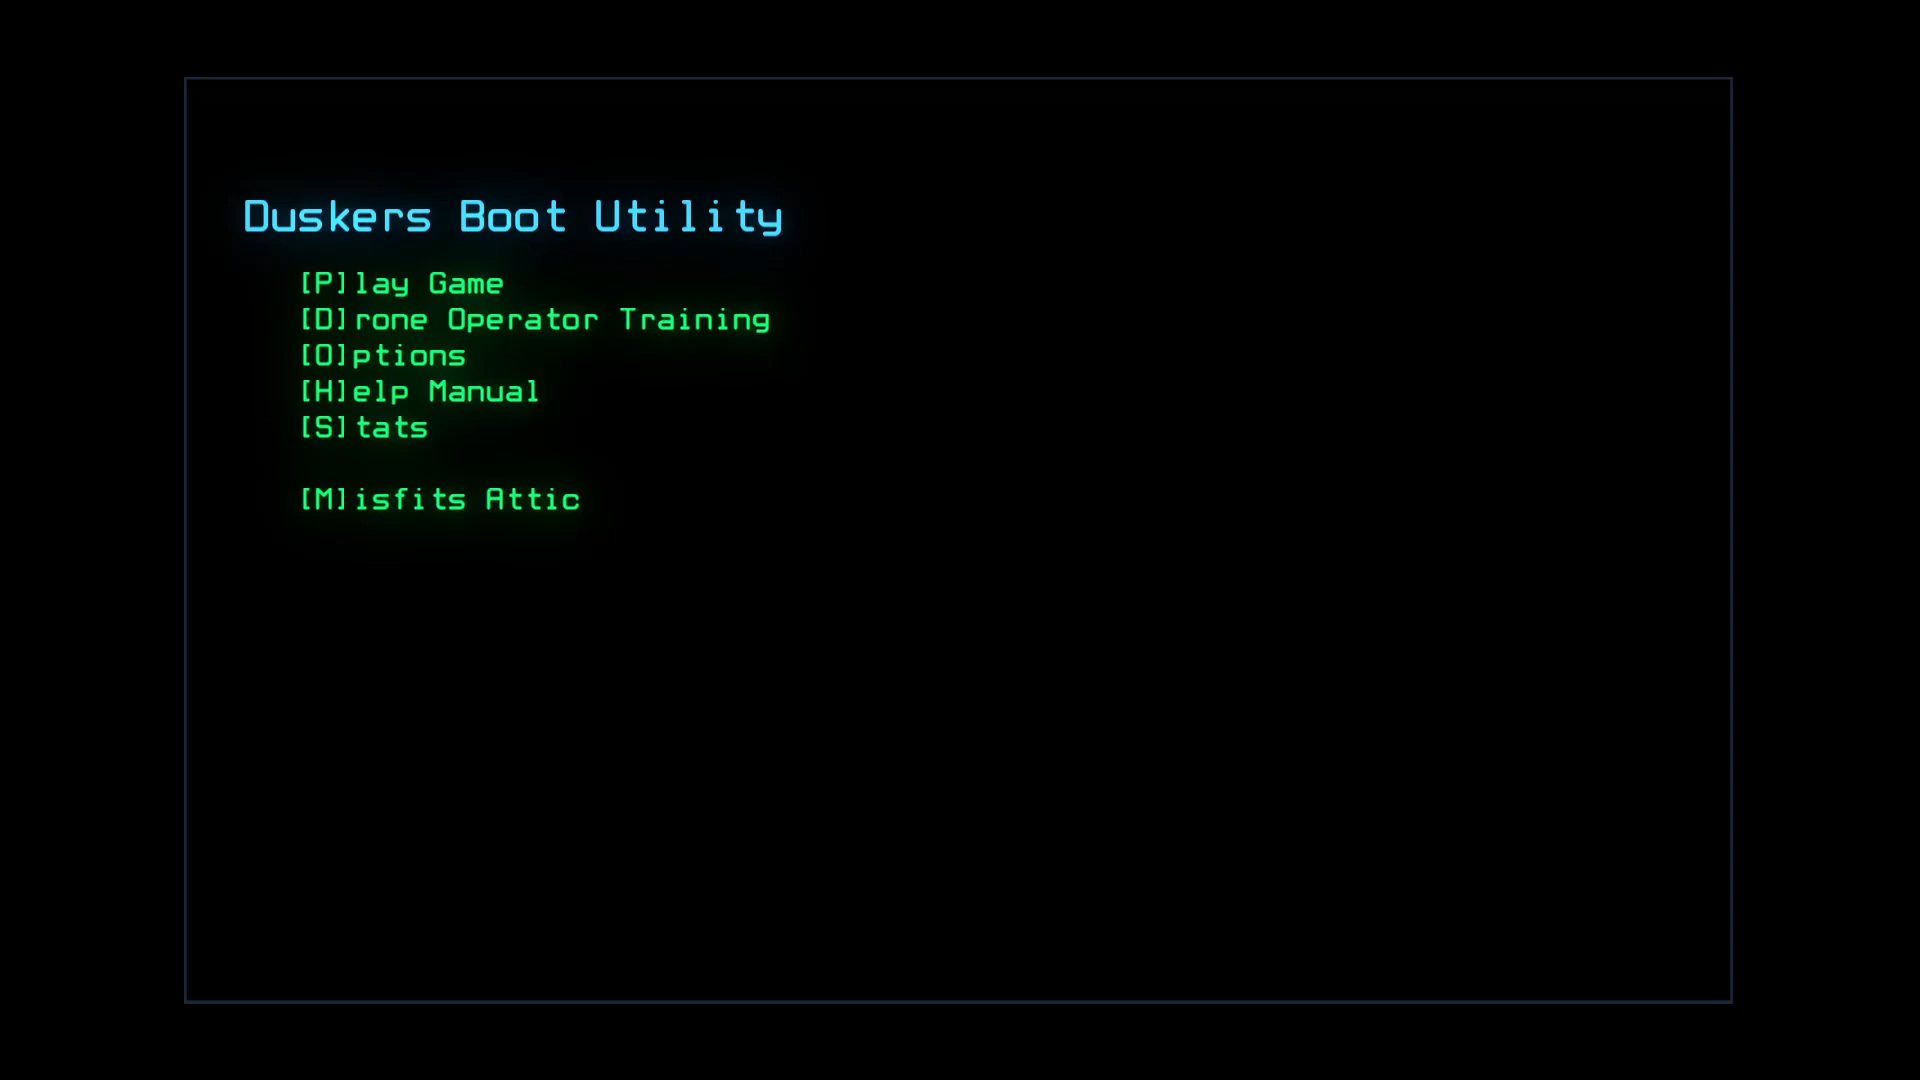 Duskers Boot Utility
[P]lay Game
[D]rone Operator Training
[O]ptions
[H]elp Manual
[S]tats
[M]isfits Attic